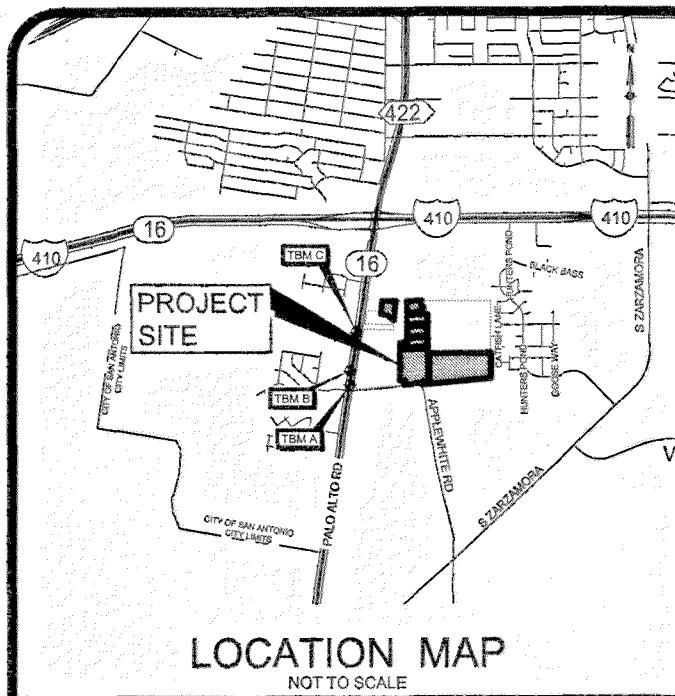 N
422
16
410
410
410
TBM C
16
HUNTERS POND
BLACK BASS
PROJECT
SITE
CATFISH LANE
S ZARZAMORA
CITY OF SAN ANTONIO
CITY LIMITS
HUNTERS POND
GOOSE WAY
TBM B
TBM A
APPLEWHITE RD
PALO ALTO RD
S ZARZAMORA
V
CITY OF SAN ANTONIO
CITY LIMITS
LOCATION MAP
NOT TO SCALE